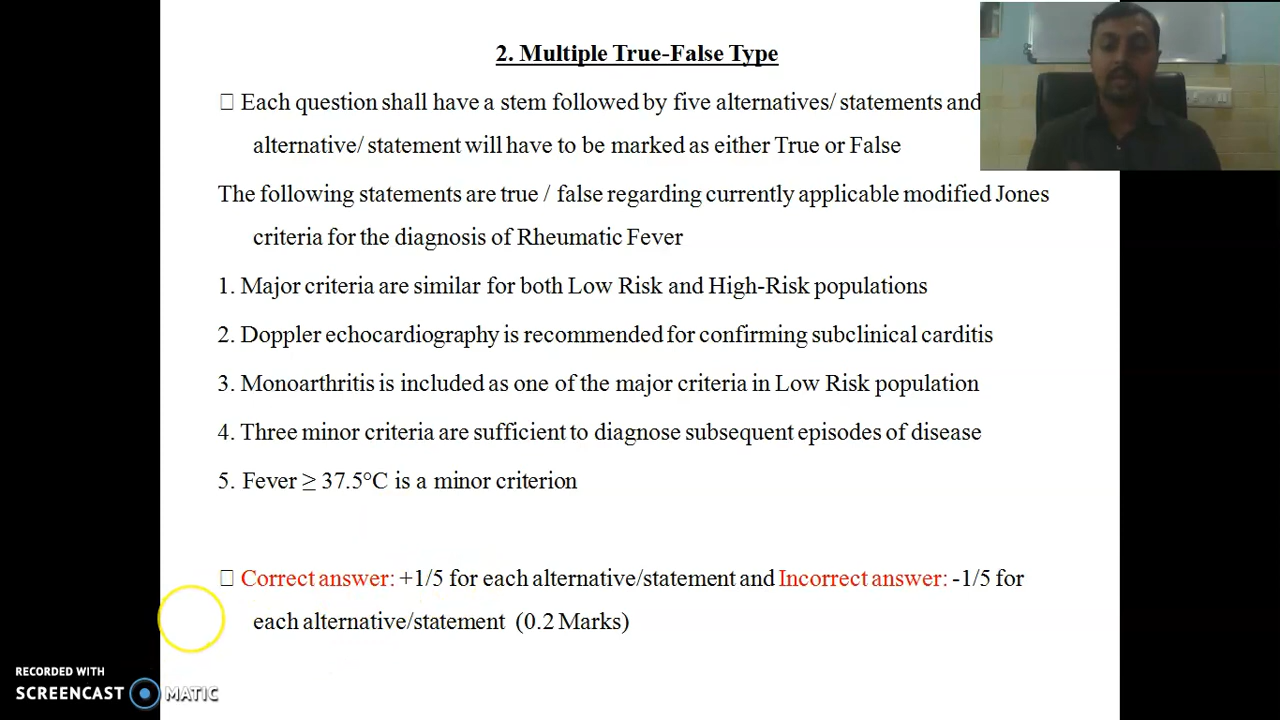 2. Multiple True-False Type
Each question shall have a stem followed by five alternatives/ statements and
alternative/ statement will have to be marked as either True or False
The following statements are true / false regarding currently applicable modified Jones
criteria for the diagnosis of Rheumatic Fever
1. Major criteria are similar for both Low Risk and High-Risk populations
2. Doppler echocardiography is recommended for confirming subclinical carditis
3. Monoarthritis is included as one of the major criteria in Low Risk population
4. Three minor criteria are sufficient to diagnose subsequent episodes of disease
5. Fever ≥ 37.5°C is a minor criterion
Correct answer: +1/5 for each alternative/statement and Incorrect answer: -1/5 for
each alternative/statement (0.2 Marks)
RECORDED WITH
SCREENCAST MATIC